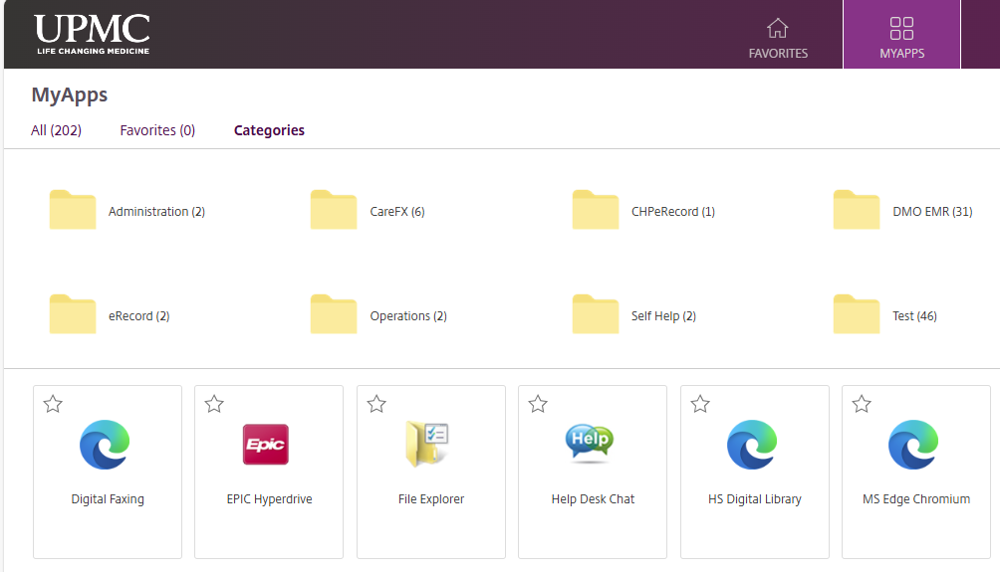 UPMC
LIFE CHANGING MEDICINE
FAVORITES
MYAPPS
MyApps
All (202)
Favorites (0)
Categories
Administration (2)
CareFX (6)
CHPeRecord (1)
DMO EMR (31)
eRecord (2)
Operations (2)
Self Help (2)
Test (46)
Epic
Help
Digital Faxing
EPIC Hyperdrive
File Explorer
Help Desk Chat
HS Digital Library
MS Edge Chromium